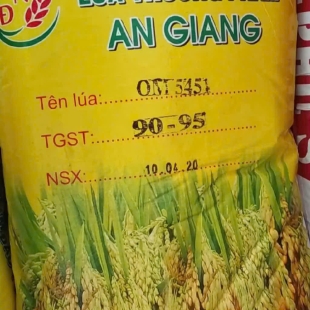 Đ
AN GIANG
Tên lúa: OM 5451
TGST: 90-95
NSX: 10.04.20